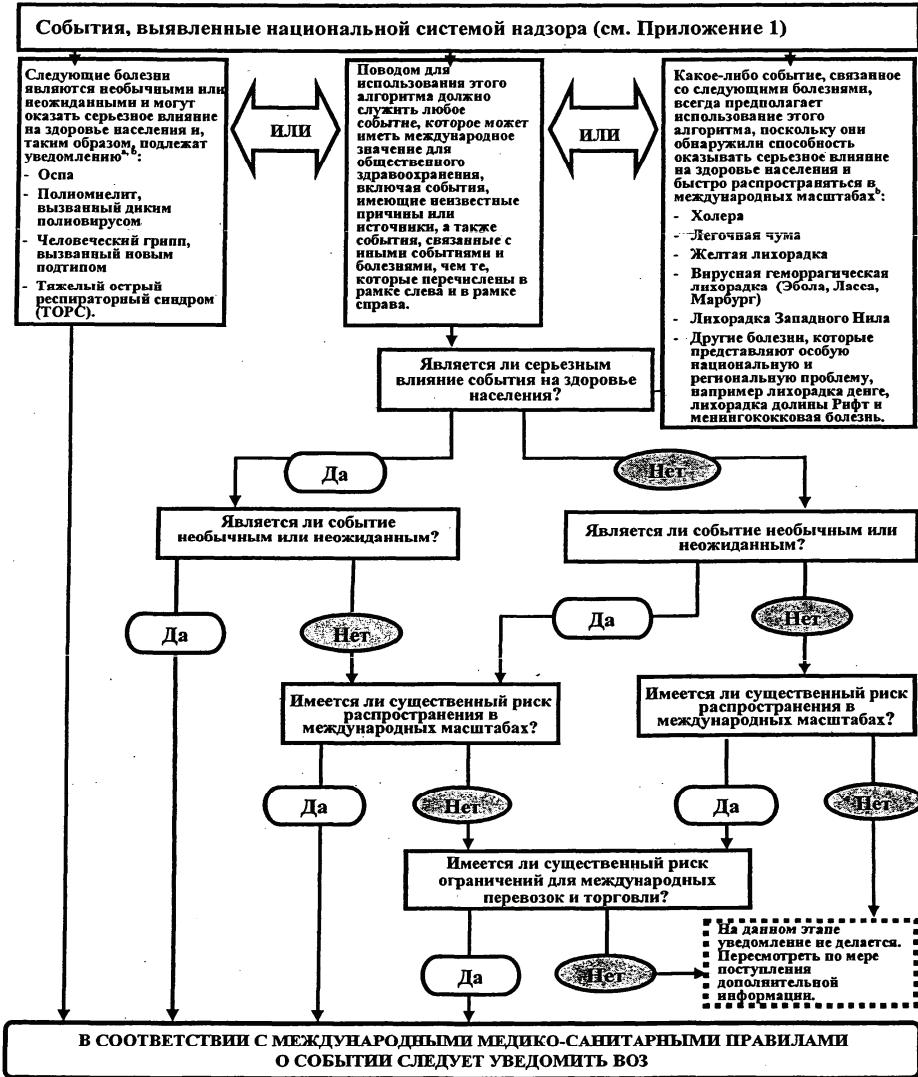 События, выявленные национальной системой надзора (см. Приложение 1)
Следующие болезни
являются необычными или
неожиданными и могут
оказать серьезное влияние
на здоровье населения и,
таким образом, подлежат
уведомлениюᵃ, ᵇ:
- Оспа
- Полиомиелит,
вызванный диким
полиовирусом
- Человеческий грипп,
вызванный новым
подтипом
- Тяжелый острый
респираторный синдром
(ТОРС).
ИЛИ
Поводом для
использования этого
алгоритма должно
служить любое
событие, которое может
иметь международное
значение для
общественного
здравоохранения,
включая события,
имеющие неизвестные
причины или
источники, а также
события, связанные с
иными событиями и
болезнями, чем те,
которые перечислены в
рамке слева и в рамке
справа.
ИЛИ
Какое-либо событие, связанное
со следующими болезнями,
всегда предполагает
использование этого
алгоритма, поскольку они
обнаружили способность
оказывать серьезное влияние
на здоровье населения и
быстро распространяться в
международных масштабахᵇ:
- Холера
- Легочная чума
- Желтая лихорадка
- Вирусная геморрагическая
лихорадка (Эбола, Ласса,
Марбург)
- Лихорадка Западного Нила
- Другие болезни, которые
представляют особую
национальную и
региональную проблему,
например лихорадка денге,
лихорадка долины Рифт и
менингококковая болезнь.
Является ли серьезным
влияние события на здоровье
населения?
Да
Нет
Является ли событие
необычным или неожиданным?
Является ли событие необычным или
неожиданным?
Да
Нет
Да
Нет
Имеется ли существенный риск
распространения в
международных масштабах?
Имеется ли существенный риск
распространения в
международных масштабах?
Да
Нет
Да
Нет
Имеется ли существенный риск
ограничений для международных
перевозок и торговли?
Да
Нет
На данном этапе
уведомление не делается.
Пересмотреть по мере
поступления
дополнительной
информации.
В СООТВЕТСТВИИ С МЕЖДУНАРОДНЫМИ МЕДИКО-САНИТАРНЫМИ ПРАВИЛАМИ
О СОБЫТИИ СЛЕДУЕТ УВЕДОМИТЬ ВОЗ